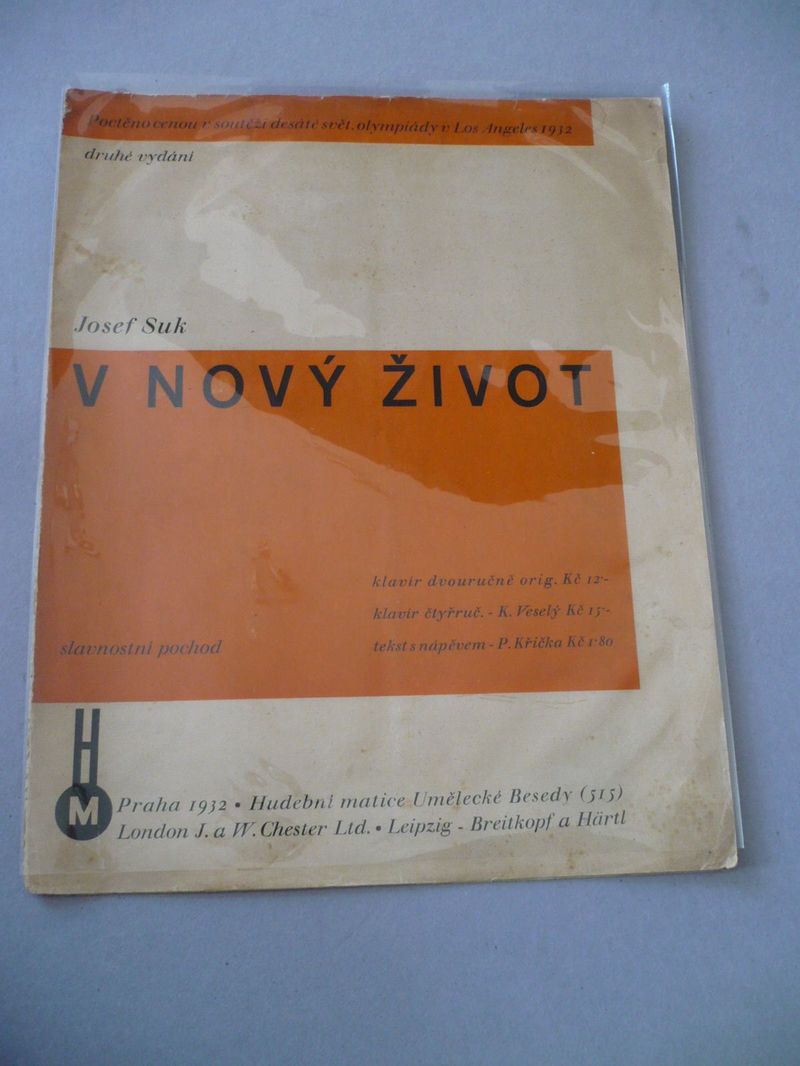 Poctěno cenou v soutěži desáté svět. olympiády v Los Angeles 1932
druhé vydání
Josef Suk
V NOVÝ ŽIVOT
klavír dvouručně orig. Kč 12·-
klavír čtyřruč. - K. Veselý Kč 15·-
slavnostní pochod
tekst s nápěvem - P. Křička Kč 1·80
H
M
Praha 1932 • Hudební matice Umělecké Besedy (515)
London J. a W. Chester Ltd. • Leipzig - Breitkopf a Härtl